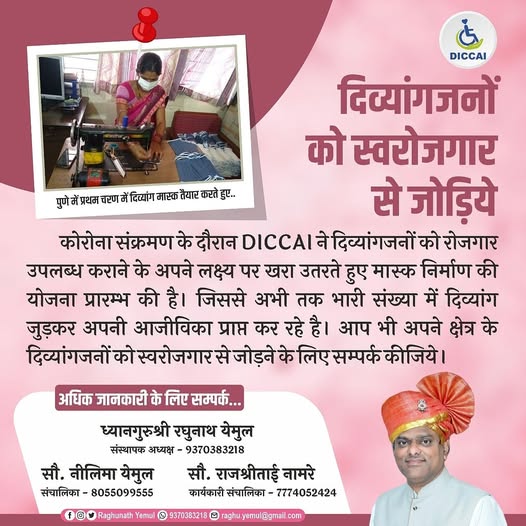 DICCAI
दिव्यांगजनों
को स्वरोजगार
से जोड़िये
पुणे में प्रथम चरण में दिव्यांग मास्क तैयार करते हुए..
कोरोना संक्रमण के दौरान DICCAI ने दिव्यांगजनों को रोजगार
उपलब्ध कराने के अपने लक्ष्य पर खरा उतरते हुए मास्क निर्माण की
योजना प्रारम्भ की है। जिससे अभी तक भारी संख्या में दिव्यांग
जुड़कर अपनी आजीविका प्राप्त कर रहे है। आप भी अपने क्षेत्र के
दिव्यांगजनों को स्वरोजगार से जोड़ने के लिए सम्पर्क कीजिये।
अधिक जानकारी के लिए सम्पर्क...
ध्यानगुरुश्री रघुनाथ येमुल
संस्थापक अध्यक्ष - 9370383218
सौ. नीलिमा येमुल
संचालिका - 8055099555
सौ. राजश्रीताई नामरे
कार्यकारी संचालिका - 7774052424
Raghunath Yemul 9370383218 raghu.yemul@gmail.com